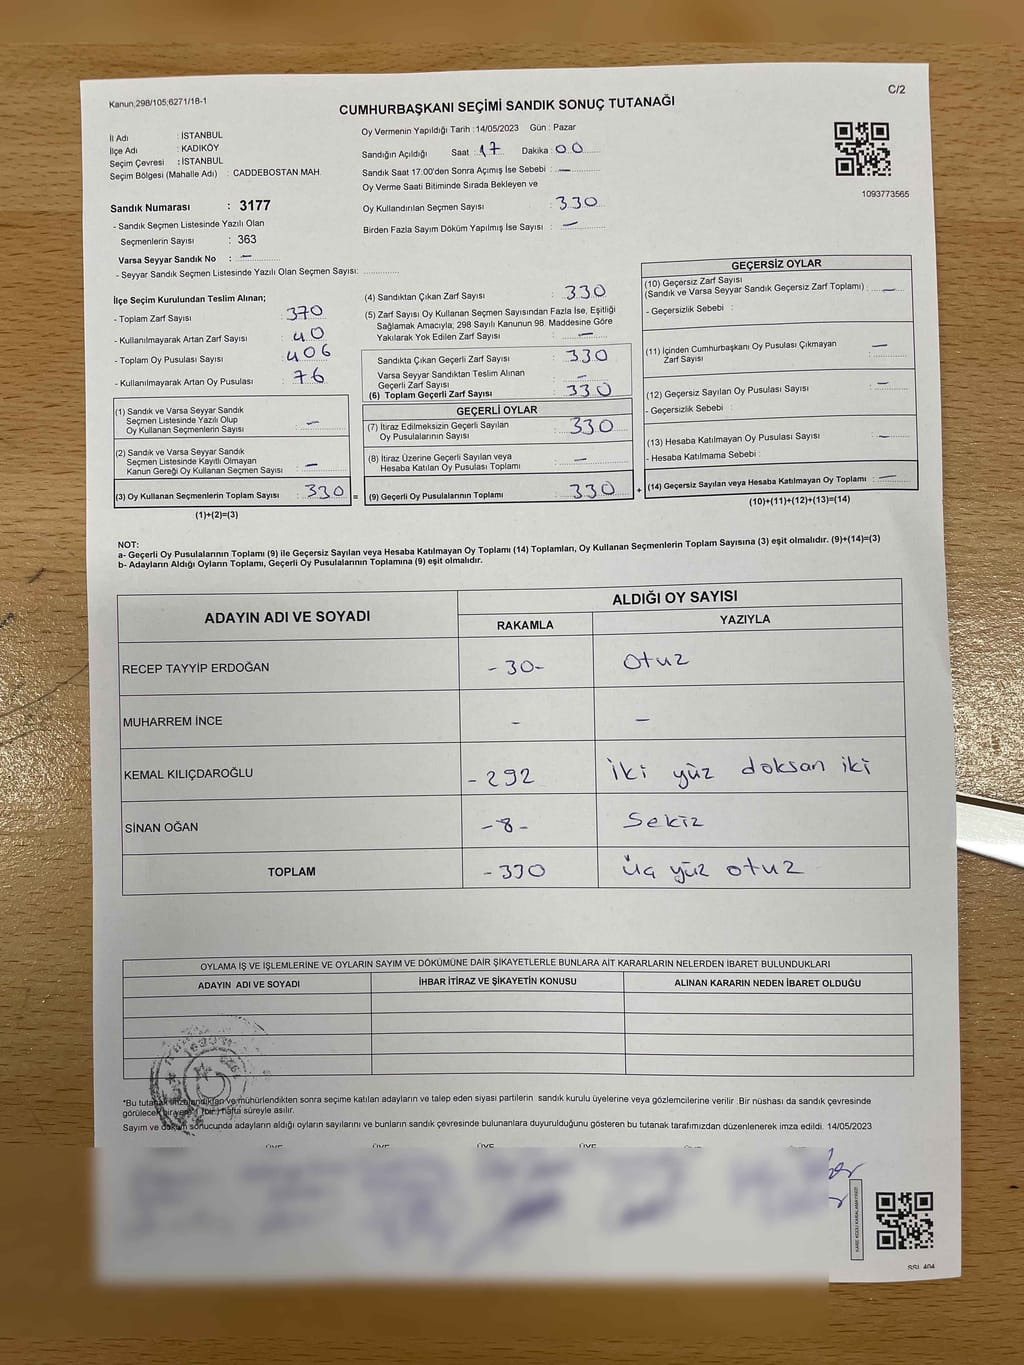 Kanun;298/105;6271/18-1
C/2
CUMHURBAŞKANI SEÇİMİ SANDIK SONUÇ TUTANAĞI
İl Adı : İSTANBUL
İlçe Adı : KADIKÖY
Seçim Çevresi : İSTANBUL
Seçim Bölgesi (Mahalle Adı) : CADDEBOSTAN MAH.
Sandık Numarası : 3177
- Sandık Seçmen Listesinde Yazılı Olan
Seçmenlerin Sayısı : 363
Varsa Seyyar Sandık No : —
- Seyyar Sandık Seçmen Listesinde Yazılı Olan Seçmen Sayısı: ............
Oy Vermenin Yapıldığı Tarih : 14/05/2023 Gün : Pazar
Sandığın Açıldığı Saat : 17 Dakika : 00
Sandık Saat 17:00'den Sonra Açımış İse Sebebi : —
Oy Verme Saati Bitiminde Sırada Bekleyen ve
Oy Kullandırılan Seçmen Sayısı : 330
Birden Fazla Sayım Döküm Yapılmış İse Sayısı : —
1093773565
İlçe Seçim Kurulundan Teslim Alınan;
- Toplam Zarf Sayısı : 370
- Kullanılmayarak Artan Zarf Sayısı : 40
- Toplam Oy Pusulası Sayısı : 406
- Kullanılmayarak Artan Oy Pusulası : 76
(1) Sandık ve Varsa Seyyar Sandık
Seçmen Listesinde Yazılı Olup
Oy Kullanan Seçmenlerin Sayısı : —
(2) Sandık ve Varsa Seyyar Sandık
Seçmen Listesinde Kayıtlı Olmayan
Kanun Gereği Oy Kullanan Seçmen Sayısı : —
(3) Oy Kullanan Seçmenlerin Toplam Sayısı : 330 =
(1)+(2)=(3)
(4) Sandıktan Çıkan Zarf Sayısı : 330
(5) Zarf Sayısı Oy Kullanan Seçmen Sayısından Fazla İse, Eşitliği
Sağlamak Amacıyla; 298 Sayılı Kanunun 98. Maddesine Göre
Yakılarak Yok Edilen Zarf Sayısı : —
Sandıkta Çıkan Geçerli Zarf Sayısı : 330
Varsa Seyyar Sandıktan Teslim Alınan
Geçerli Zarf Sayısı : —
(6) Toplam Geçerli Zarf Sayısı : 330
GEÇERLİ OYLAR
(7) İtiraz Edilmeksizin Geçerli Sayılan
Oy Pusulalarının Sayısı : 330
(8) İtiraz Üzerine Geçerli Sayılan veya
Hesaba Katılan Oy Pusulası Toplamı : —
(9) Geçerli Oy Pusulalarının Toplamı : 330 +
GEÇERSİZ OYLAR
(10) Geçersiz Zarf Sayısı
(Sandık ve Varsa Seyyar Sandık Geçersiz Zarf Toplamı) : —
- Geçersizlik Sebebi :
(11) İçinden Cumhurbaşkanı Oy Pusulası Çıkmayan
Zarf Sayısı : —
(12) Geçersiz Sayılan Oy Pusulası Sayısı : —
- Geçersizlik Sebebi :
(13) Hesaba Katılmayan Oy Pusulası Sayısı : —
- Hesaba Katılmama Sebebi :
(14) Geçersiz Sayılan veya Hesaba Katılmayan Oy Toplamı : —
(10)+(11)+(12)+(13)=(14)
NOT:
a- Geçerli Oy Pusulalarının Toplamı (9) ile Geçersiz Sayılan veya Hesaba Katılmayan Oy Toplamı (14) Toplamları, Oy Kullanan Seçmenlerin Toplam Sayısına (3) eşit olmalıdır. (9)+(14)=(3)
b- Adayların Aldığı Oyların Toplamı, Geçerli Oy Pusulalarının Toplamına (9) eşit olmalıdır.
ADAYIN ADI VE SOYADI
ALDIĞI OY SAYISI
RAKAMLA YAZIYLA
RECEP TAYYİP ERDOĞAN -30- otuz
MUHARREM İNCE - —
KEMAL KILIÇDAROĞLU -292 iki yüz doksan iki
SİNAN OĞAN -8- Sekiz
TOPLAM -330 üç yüz otuz
OYLAMA İŞ VE İŞLEMLERİNE VE OYLARIN SAYIM VE DÖKÜMÜNE DAİR ŞİKAYETLERLE BUNLARA AİT KARARLARIN NELERDEN İBARET BULUNDUKLARI
ADAYIN ADI VE SOYADI İHBAR İTİRAZ VE ŞİKAYETİN KONUSU ALINAN KARARIN NEDEN İBARET OLDUĞU
*Bu tutanak imzalandıktan ve mühürlendikten sonra seçime katılan adayların ve talep eden siyasi partilerin sandık kurulu üyelerine veya gözlemcilerine verilir. Bir nüshası da sandık çevresinde
görülecek bir yere 1 (bir) hafta süreyle asılır.
Sayım ve döküm sonucunda adayların aldığı oyların sayılarını ve bunların sandık çevresinde bulunanlara duyurulduğunu gösteren bu tutanak tarafımızdan düzenlenerek imza edildi. 14/05/2023
ÜYE ÜYE ÜYE ÜYE
SSI. 404